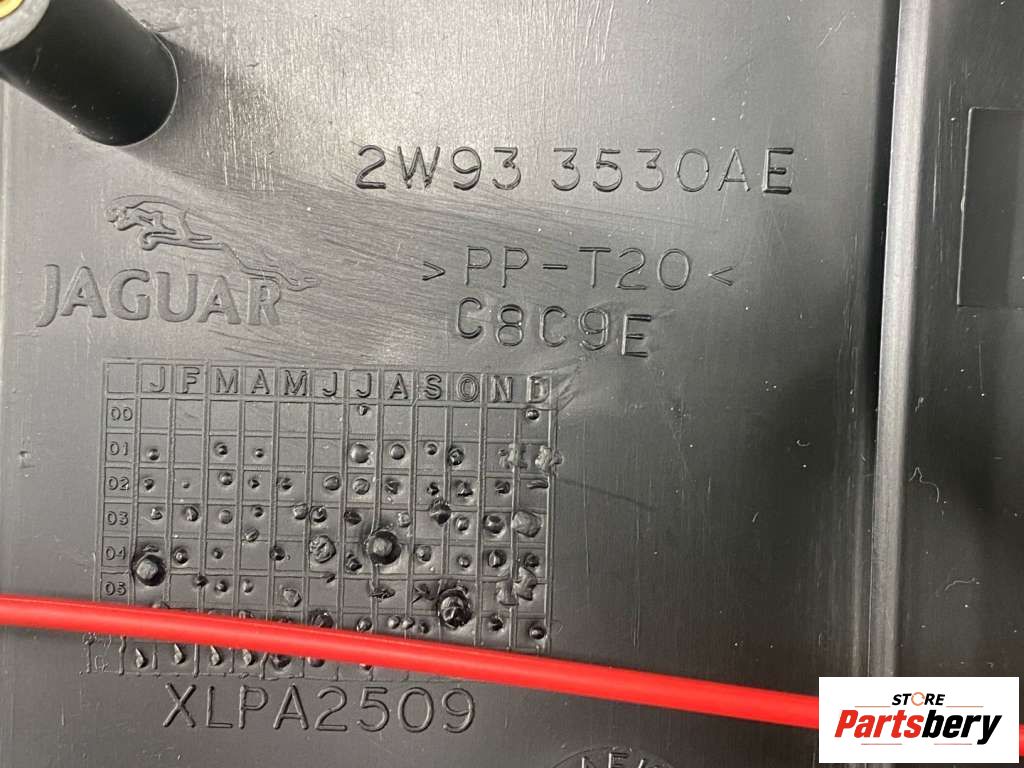 2W93 3530AE
JAGUAR
>PP-T20<
C8C9E
J F M A M J J A S O N D
00
01
02
03
04
05
XLPA2509
STORE
Partsbery